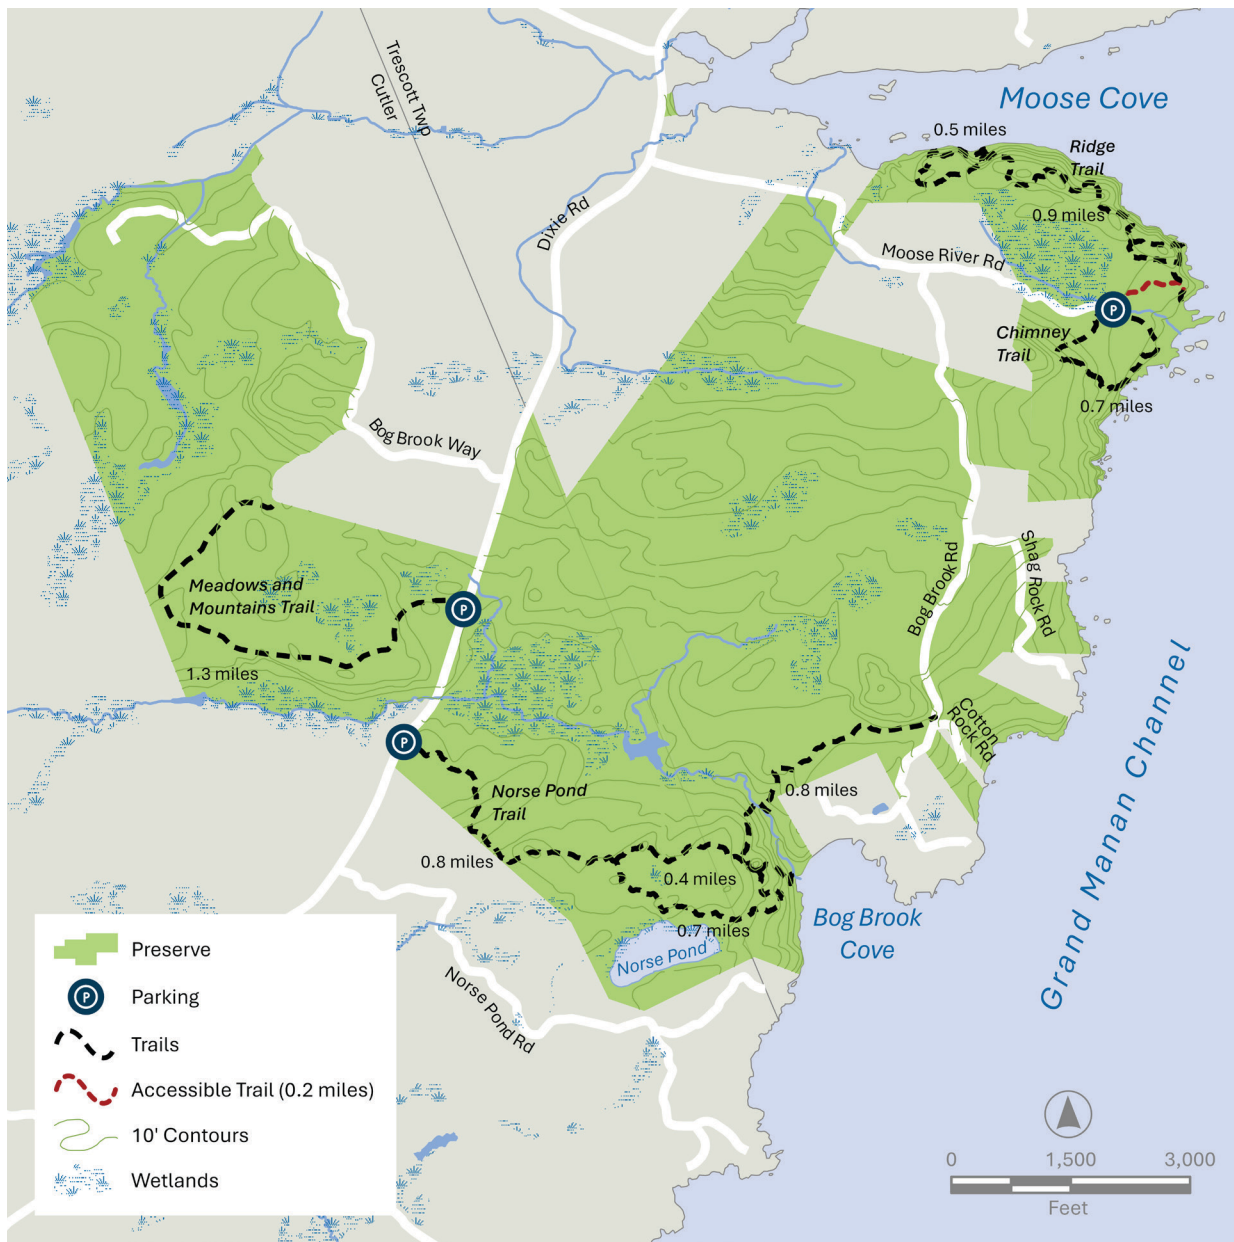 Trescott Twp
Cutler
Moose Cove
0.5 miles
Ridge
Trail
0.9 miles
Dixie Rd
Moose River Rd
P
Chimney
Trail
0.7 miles
Bog Brook Way
Meadows and
Mountains Trail
P
1.3 miles
Bog Brook Rd
Shag Rock Rd
Cotton
Rock Rd
P
Norse Pond
Trail
0.8 miles
0.8 miles
0.4 miles
0.7 miles
Norse Pond
Bog Brook
Cove
Grand Manan Channel
Norse Pond Rd
Preserve
P
Parking
Trails
Accessible Trail (0.2 miles)
10' Contours
Wetlands
0
1,500
3,000
Feet